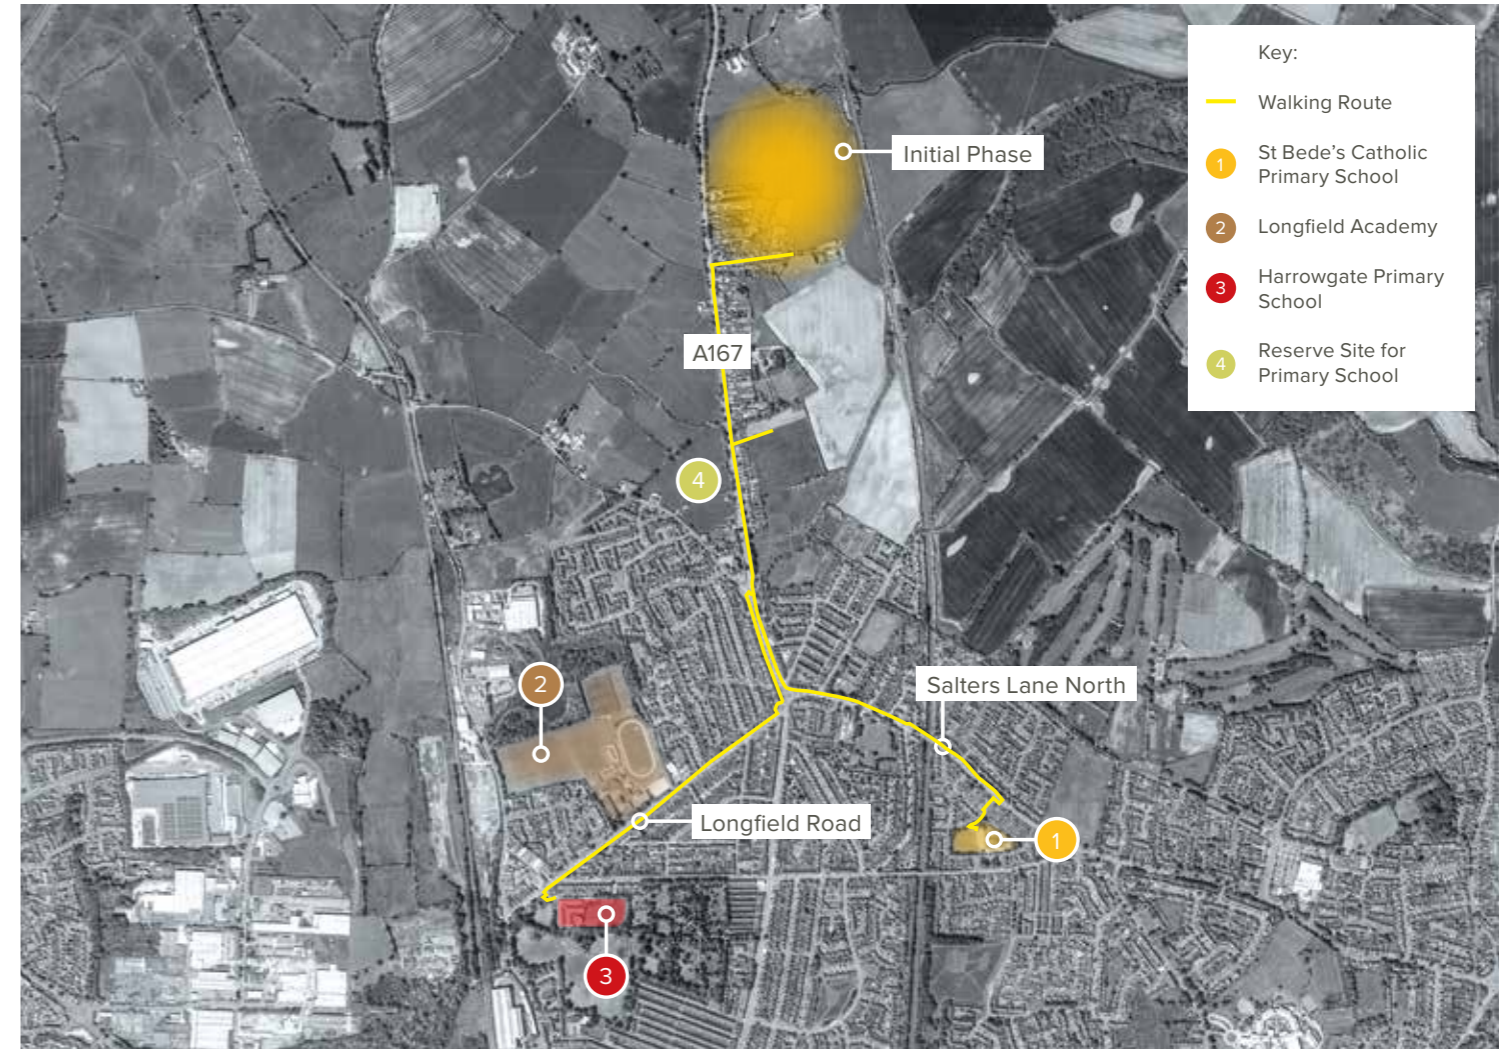 Key:
Walking Route
1
St Bede's Catholic
Primary School
2
Longfield Academy
3
Harrowgate Primary
School
4
Reserve Site for
Primary School
Initial Phase
A167
4
2
Salters Lane North
Longfield Road
1
3